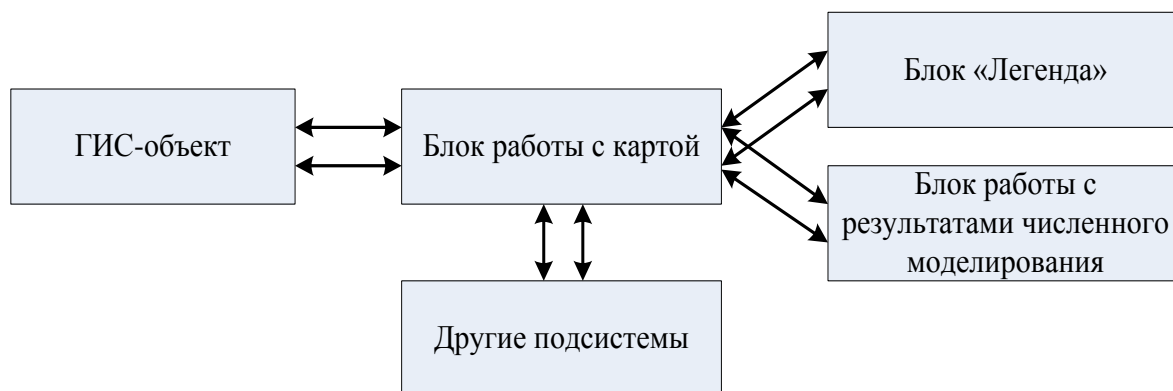 Блок «Легенда»
ГИС-объект
Блок работы с картой
Блок работы с
результатами численного
моделирования
Другие подсистемы